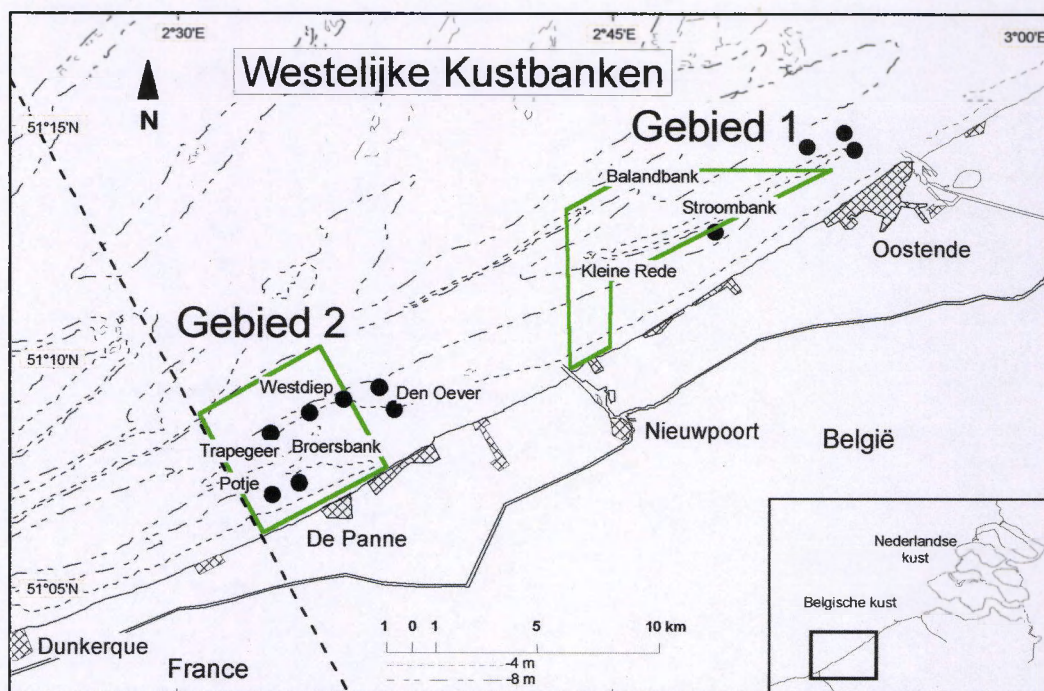 2°30'E
2°45'E
3°00'E
Westelijke Kustbanken
N
51°15'N
Gebied 1
Balandbank
Stroombank
Oostende
Kleine Rede
51°10'N
Gebied 2
Westdiep
Den Oever
Trapegeer
Broersbank
Potje
Nieuwpoort
België
De Panne
51°05'N
Nederlandse
kust
Belgische kust
Dunkerque
France
1 0 1 5 10 km
-4 m
-8 m